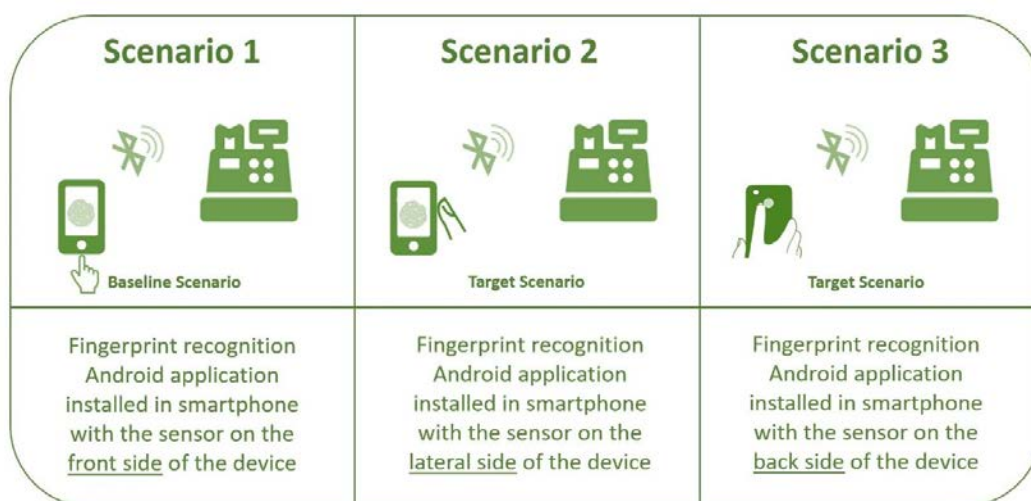 Scenario 1
Baseline Scenario
Fingerprint recognition
Android application
installed in smartphone
with the sensor on the
front side of the device
Scenario 2
Target Scenario
Fingerprint recognition
Android application
installed in smartphone
with the sensor on the
lateral side of the device
Scenario 3
Target Scenario
Fingerprint recognition
Android application
installed in smartphone
with the sensor on the
back side of the device